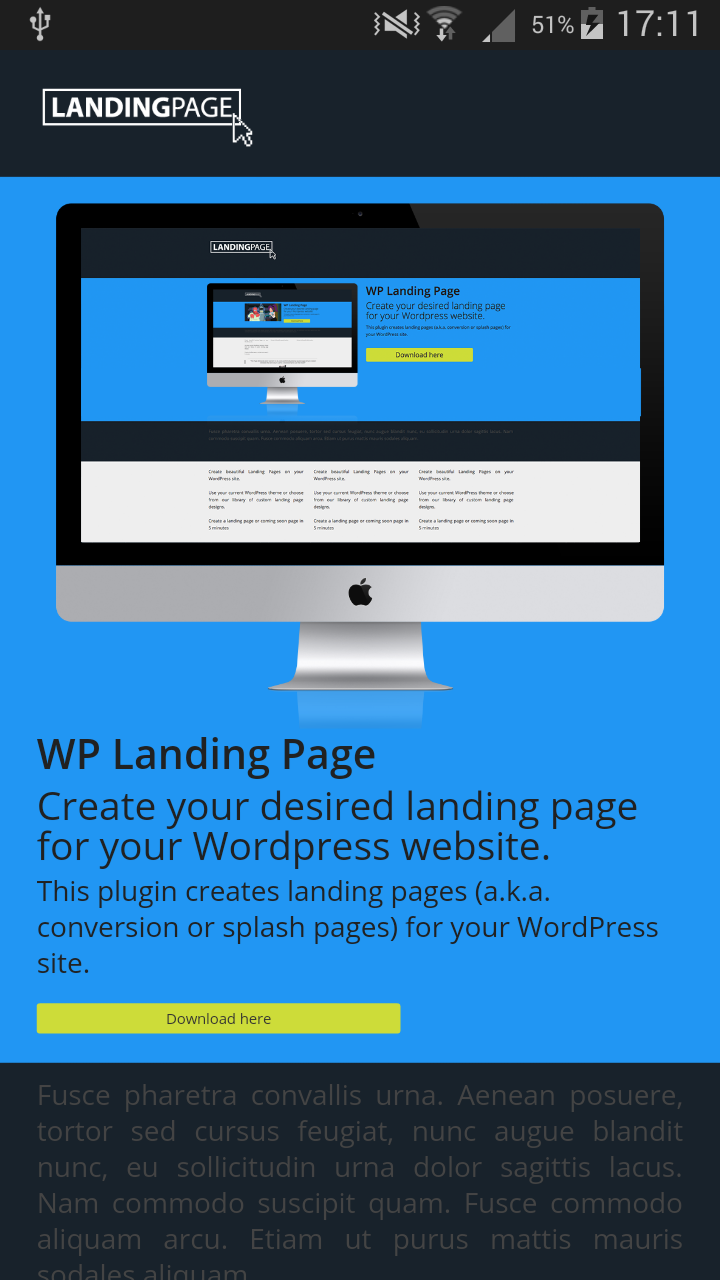 51% 17:11
LANDINGPAGE
LANDINGPAGE
WP Landing Page
Create your desired landing page
for your Wordpress website.
This plugin creates landing pages (a.k.a. conversion or splash pages) for
your WordPress site.
Download here
Create beautiful Landing Pages on your
WordPress site.
Use your current WordPress theme or choose
from our library of custom landing page
designs.
Create a landing page or coming soon page in
5 minutes
Create beautiful Landing Pages on your
WordPress site.
Use your current WordPress theme or choose
from our library of custom landing page
designs.
Create a landing page or coming soon page in
5 minutes
Create beautiful Landing Pages on your
WordPress site.
Use your current WordPress theme or choose
from our library of custom landing page
designs.
Create a landing page or coming soon page in
5 minutes
WP Landing Page
Create your desired landing page
for your Wordpress website.
This plugin creates landing pages (a.k.a.
conversion or splash pages) for your WordPress
site.
Download here
Fusce pharetra convallis urna. Aenean posuere,
tortor sed cursus feugiat, nunc augue blandit
nunc, eu sollicitudin urna dolor sagittis lacus.
Nam commodo suscipit quam. Fusce commodo
aliquam arcu. Etiam ut purus mattis mauris
sodales aliquam